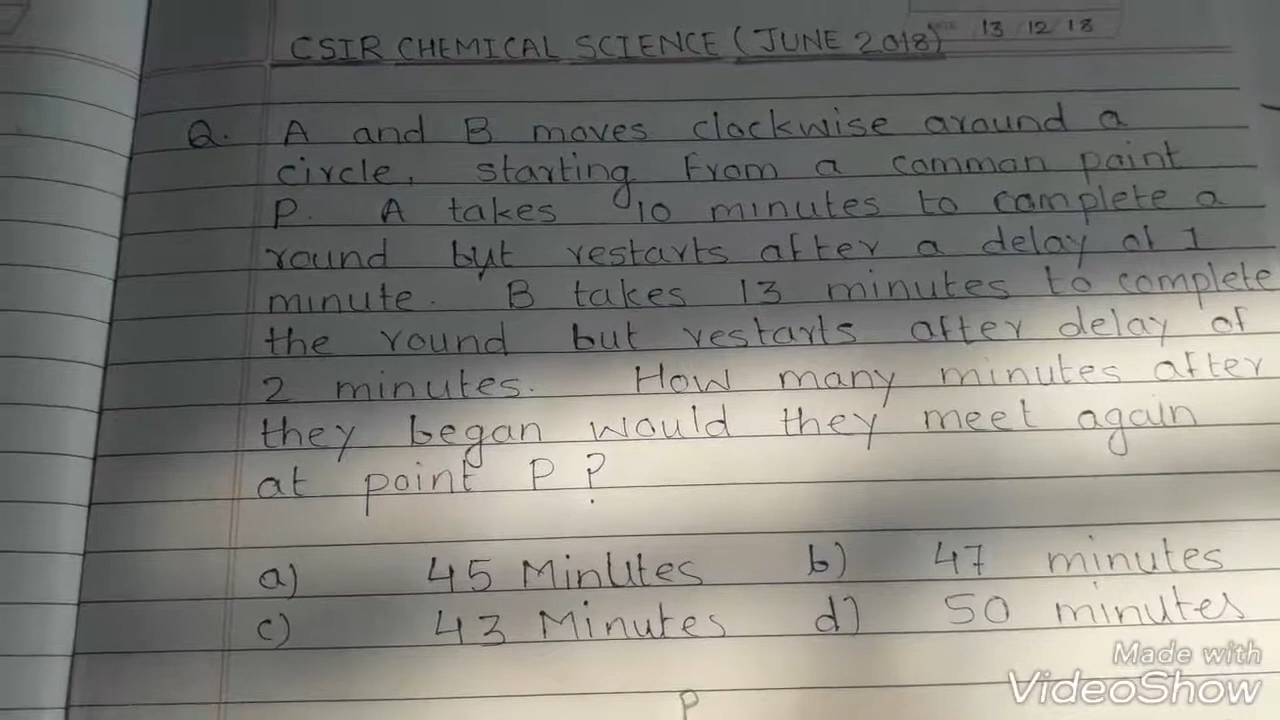 13 12 18
CSIR CHEMICAL SCIENCE (JUNE 2018)
Q. A and B moves clockwise around a
circle, starting from a common point
P. A takes 10 minutes to complete a
round but restarts after a delay of 1
minute. B takes 13 minutes to complete
the round but restarts after delay of
2 minutes. How many minutes after
they began would they meet again
at point P?
a) 45 Minutes b) 47 minutes
c) 43 Minutes d) 50 minutes
P
Made with
VideoShow